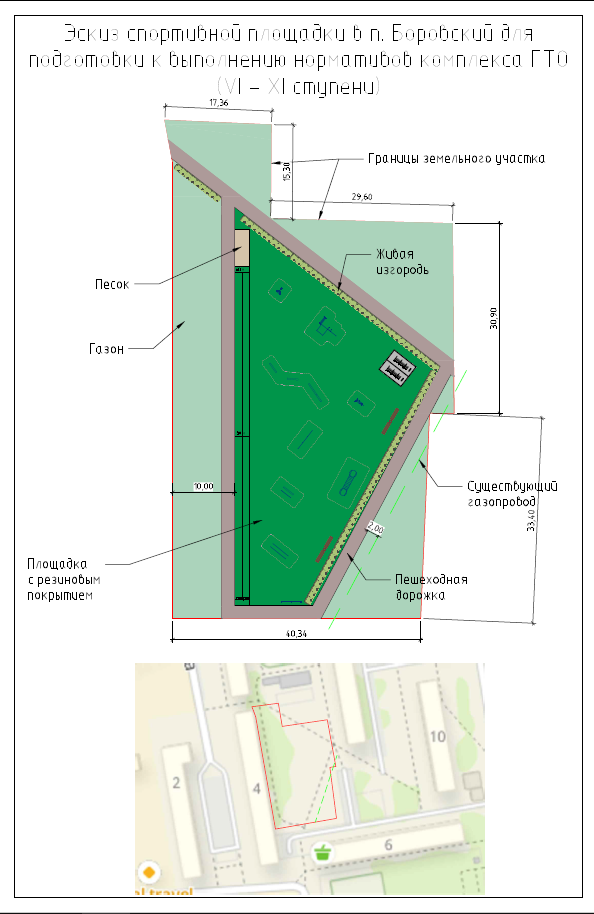 Эскиз спортивной площадки в п. Боровский для
подготовки к выполнению нормативов комплекса ГТО
(VI – XI ступени)
17,36
Границы земельного участка
15,30
29,60
Живая
изгородь
Песок
30,90
Газон
10,00
Существующий
газопровод
33,40
2,00
Площадка
с резиновым
покрытием
Пешеходная
дорожка
40,34
10
2
4
6
travel